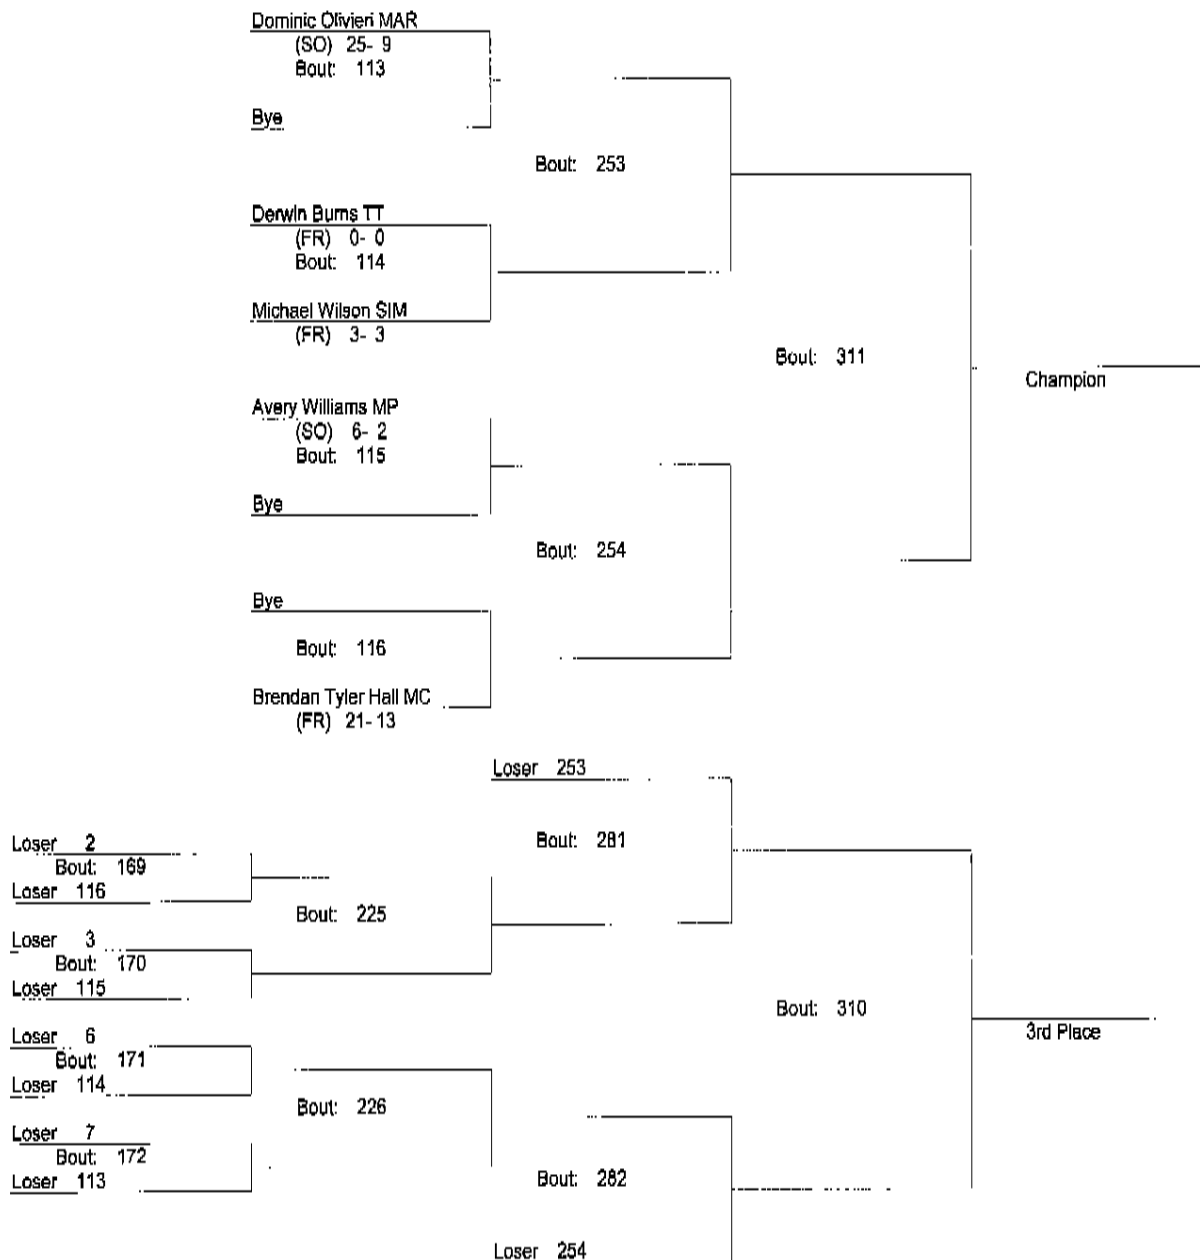 Dominic Olivieri MAR
(SO) 25- 9
Bout: 113
Bye
Bout: 253
Derwin Burns TT
(FR) 0- 0
Bout: 114
Michael Wilson SIM
(FR) 3- 3
Bout: 311
Champion
Avery Williams MP
(SO) 6- 2
Bout: 115
Bye
Bout: 254
Bye
Bout: 116
Brendan Tyler Hall MC
(FR) 21- 13
Loser 253
Loser 2
Bout: 281
Bout: 169
Loser 116
Bout: 225
Loser 3
Bout: 170
Loser 115
Bout: 310
Loser 6
3rd Place
Bout: 171
Loser 114
Bout: 226
Loser 7
Bout: 172
Loser 113
Bout: 282
Loser 254